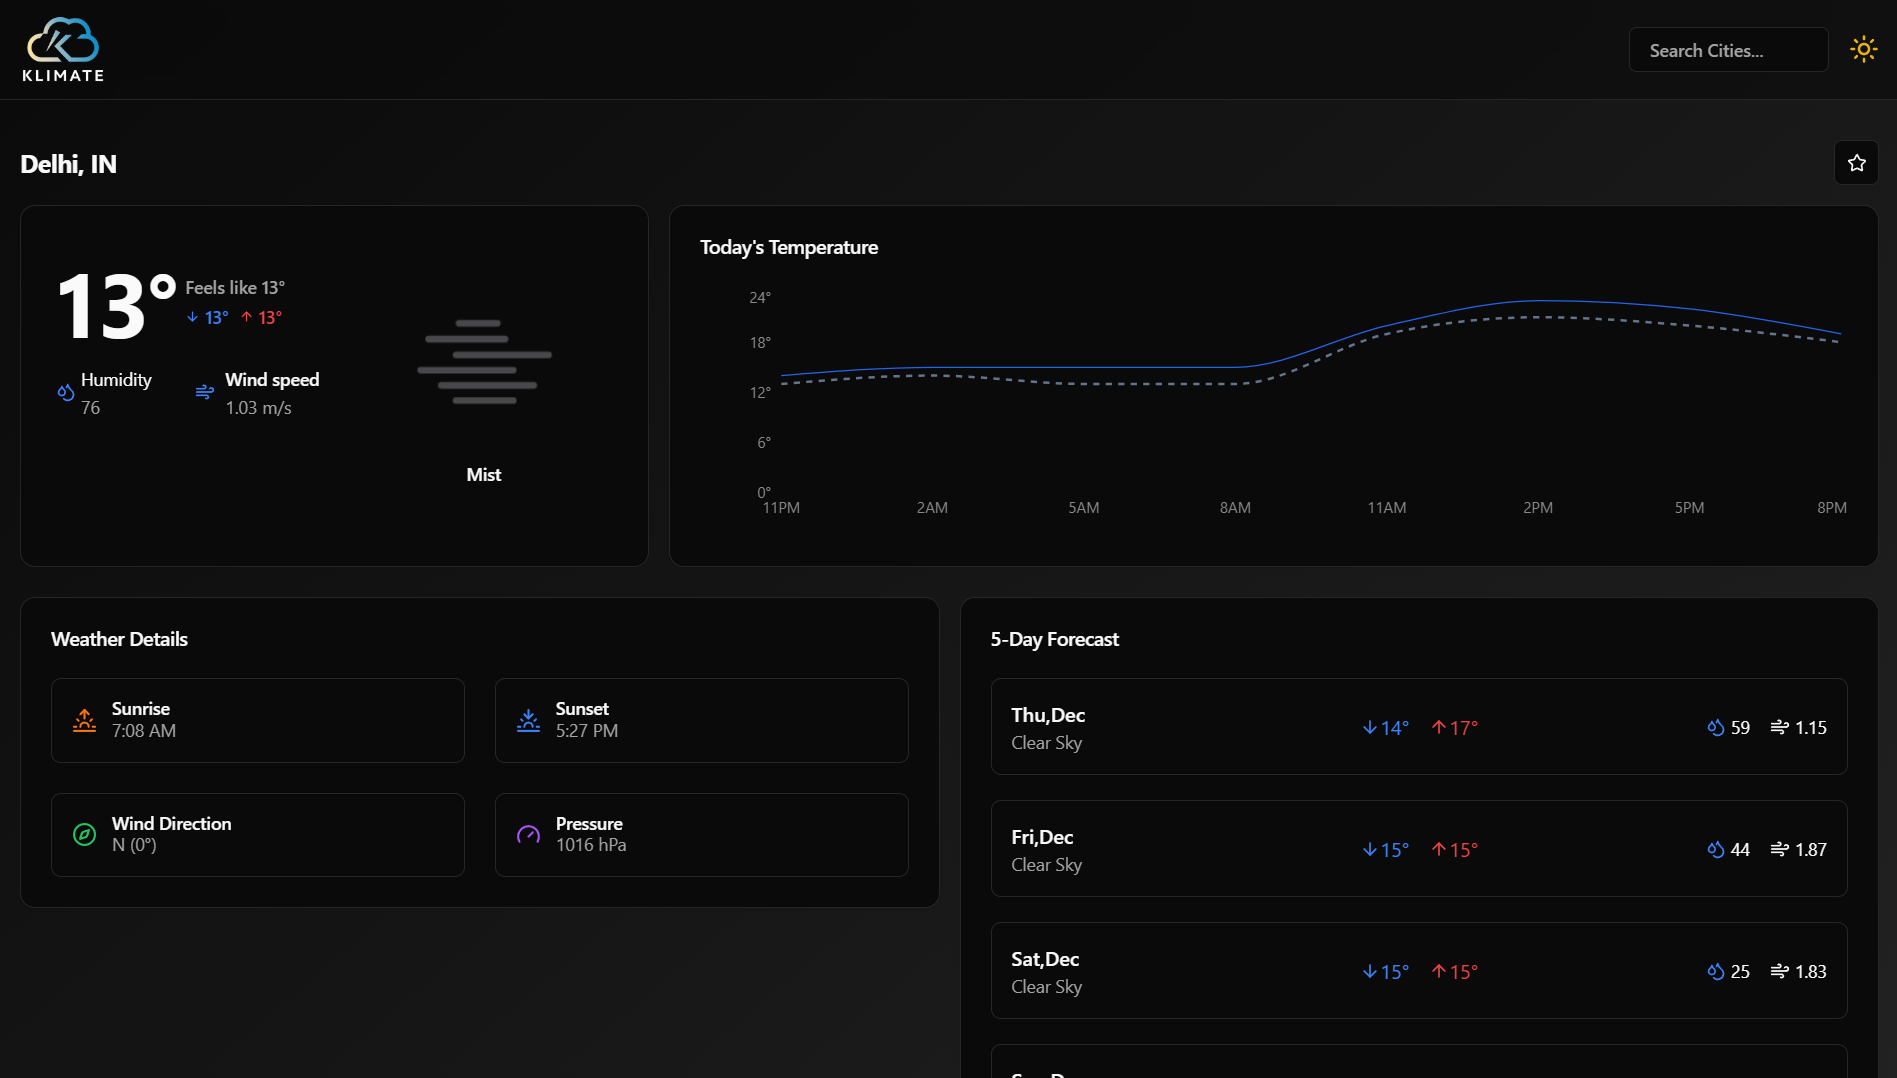 KLIMATE
Search Cities...
Delhi, IN
13°
Feels like 13°
13° 13°
Humidity
76
Wind speed
1.03 m/s
Mist
Today's Temperature
24°
18°
12°
6°
0°
11PM 2AM 5AM 8AM 11AM 2PM 5PM 8PM
Weather Details
Sunrise
7:08 AM
Sunset
5:27 PM
Wind Direction
N (0°)
Pressure
1016 hPa
5-Day Forecast
Thu,Dec
Clear Sky
14° 17°
59 1.15
Fri,Dec
Clear Sky
15° 15°
44 1.87
Sat,Dec
Clear Sky
15° 15°
25 1.83